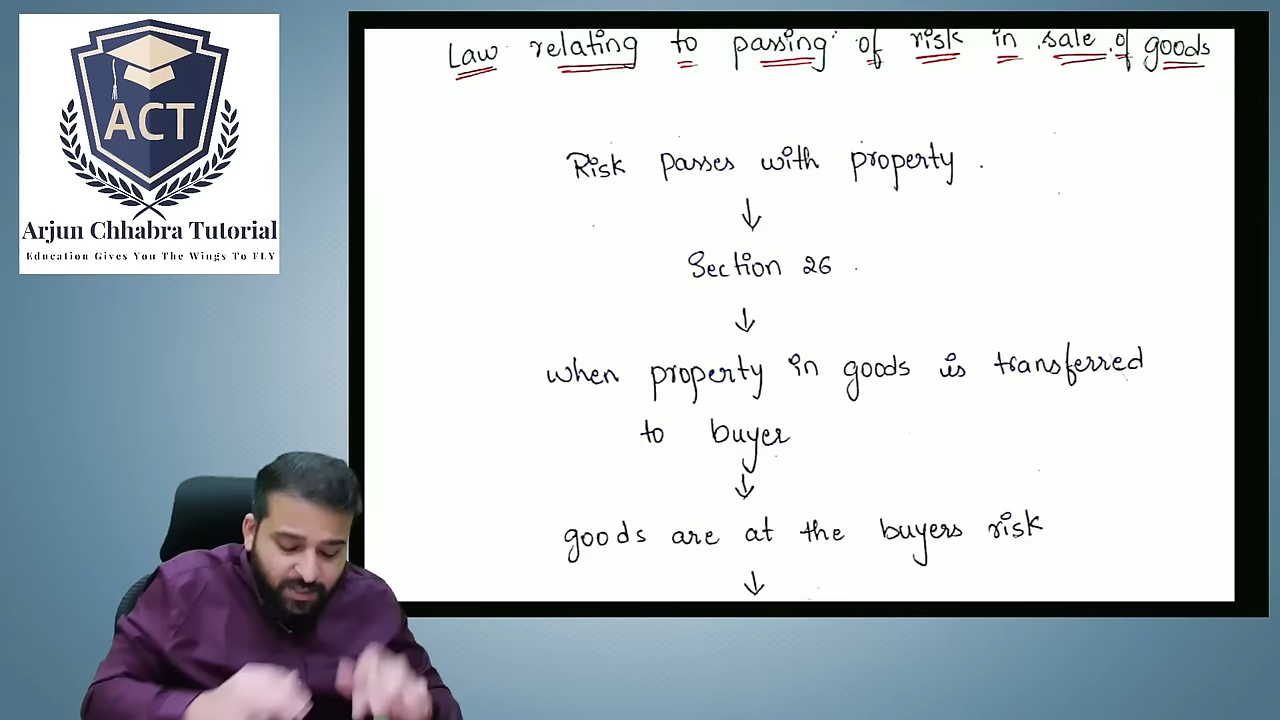 ACT
Arjun Chhabra Tutorial
Education Gives You The Wings To FLY
Law relating to passing of risk in sale of goods
Risk passes with property.
Section 26
when property in goods is transferred
to buyer
goods are at the buyers risk